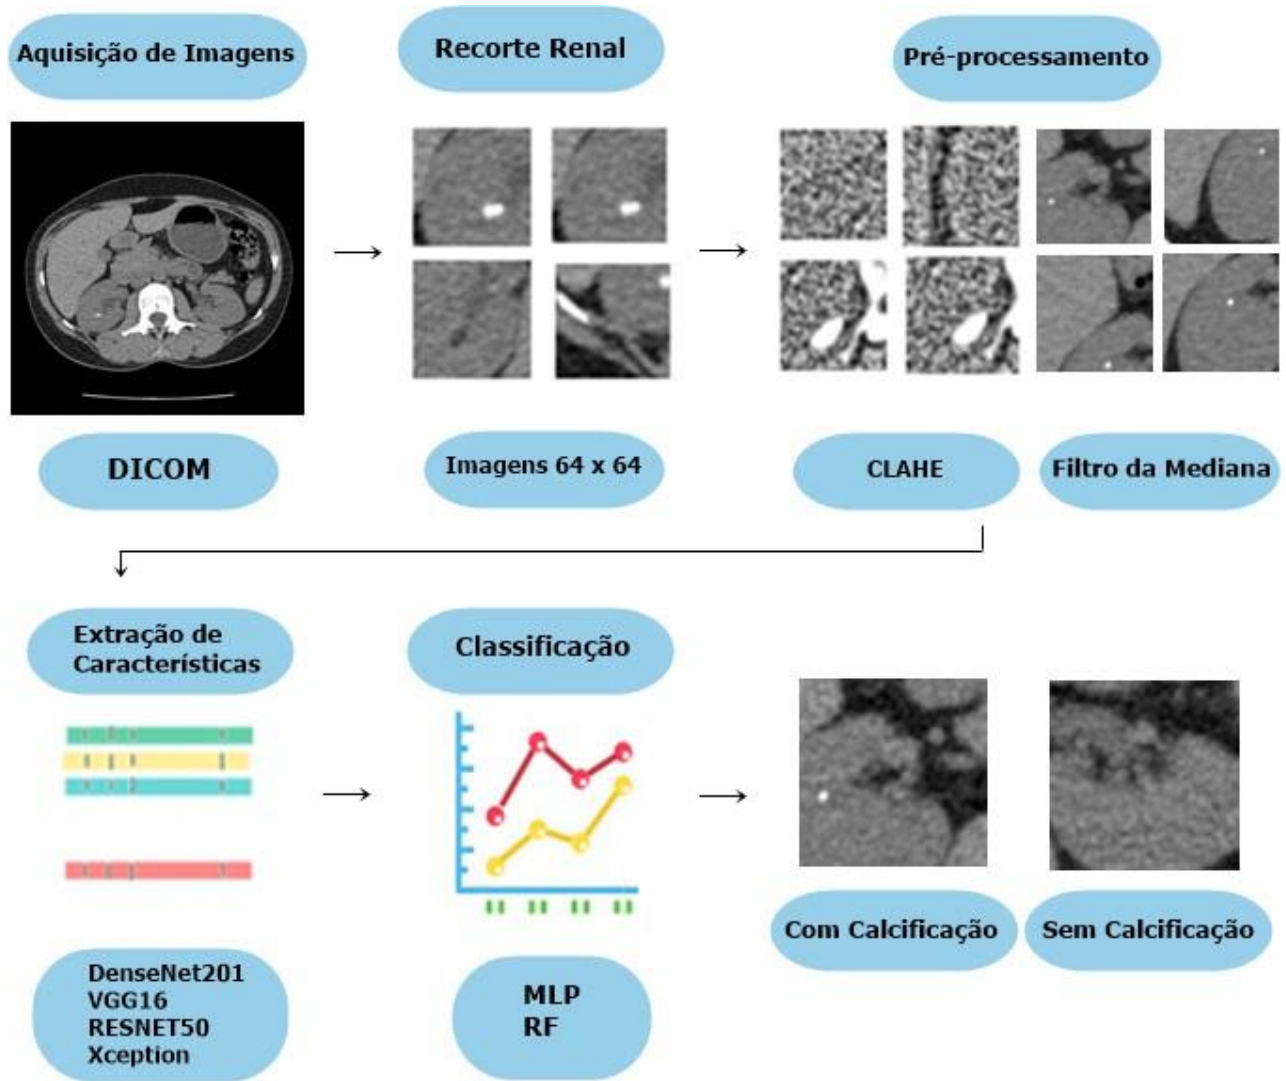 Aquisição de Imagens
Recorte Renal
Pré-processamento
DICOM
Imagens 64 x 64
CLAHE
Filtro da Mediana
Extração de
Características
Classificação
DenseNet201
VGG16
RESNET50
Xception
MLP
RF
Com Calcificação
Sem Calcificação